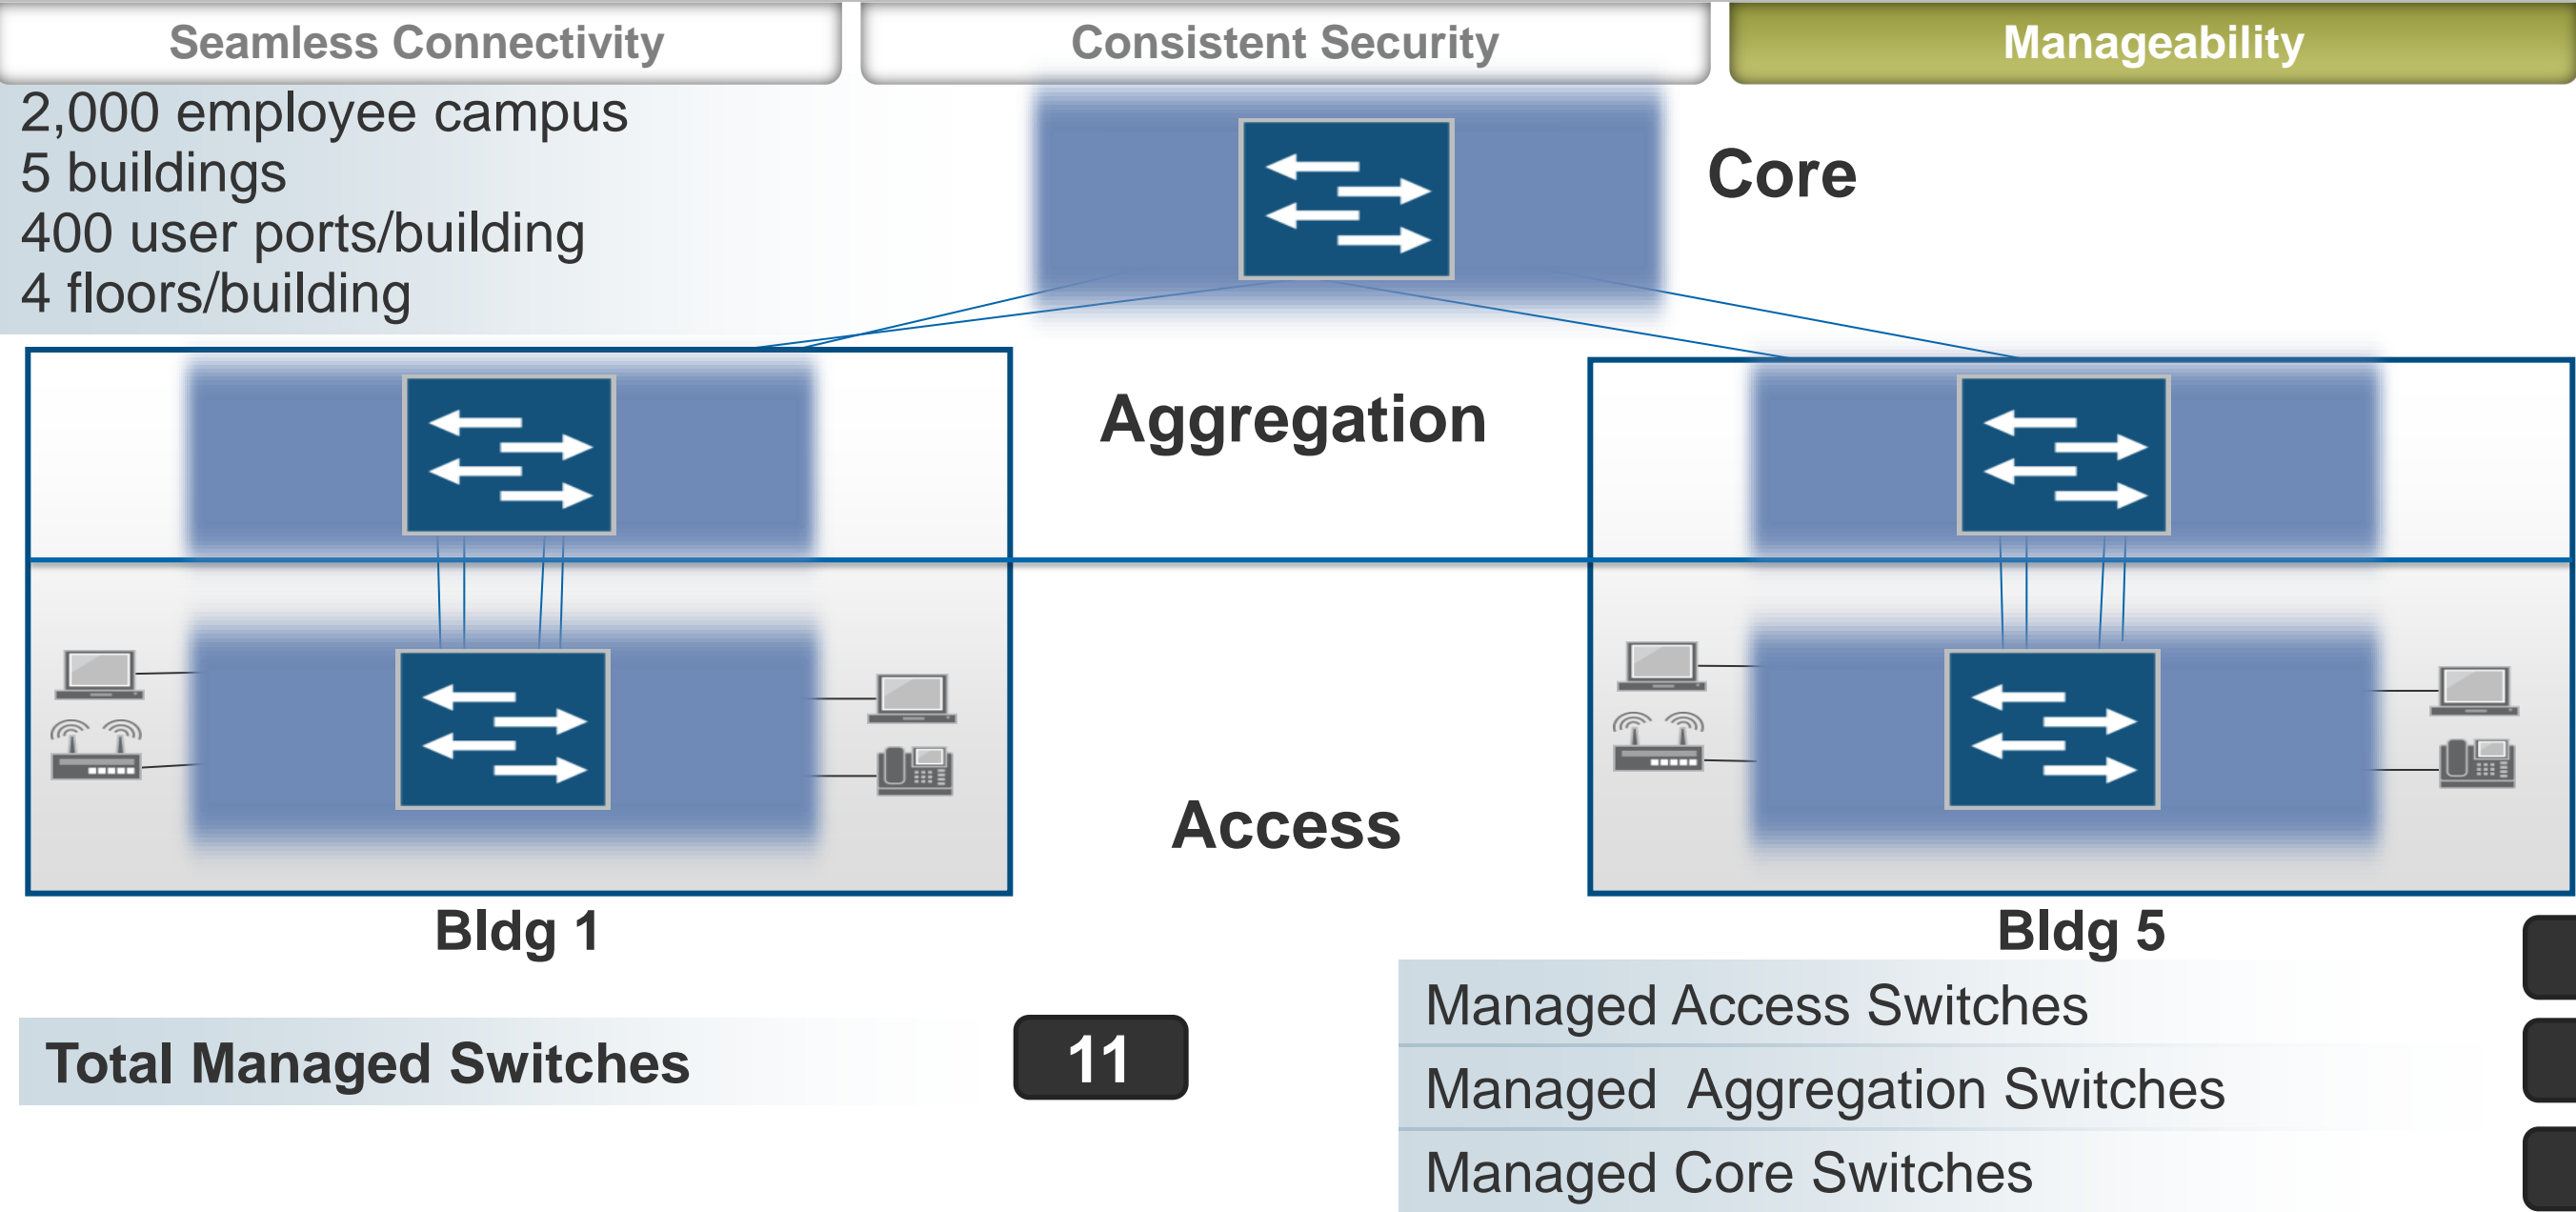 Seamless Connectivity
Consistent Security
Manageability
2,000 employee campus
5 buildings
400 user ports/building
4 floors/building
Core
Aggregation
Access
Bldg 1
Bldg 5
Total Managed Switches
11
Managed Access Switches
Managed Aggregation Switches
Managed Core Switches